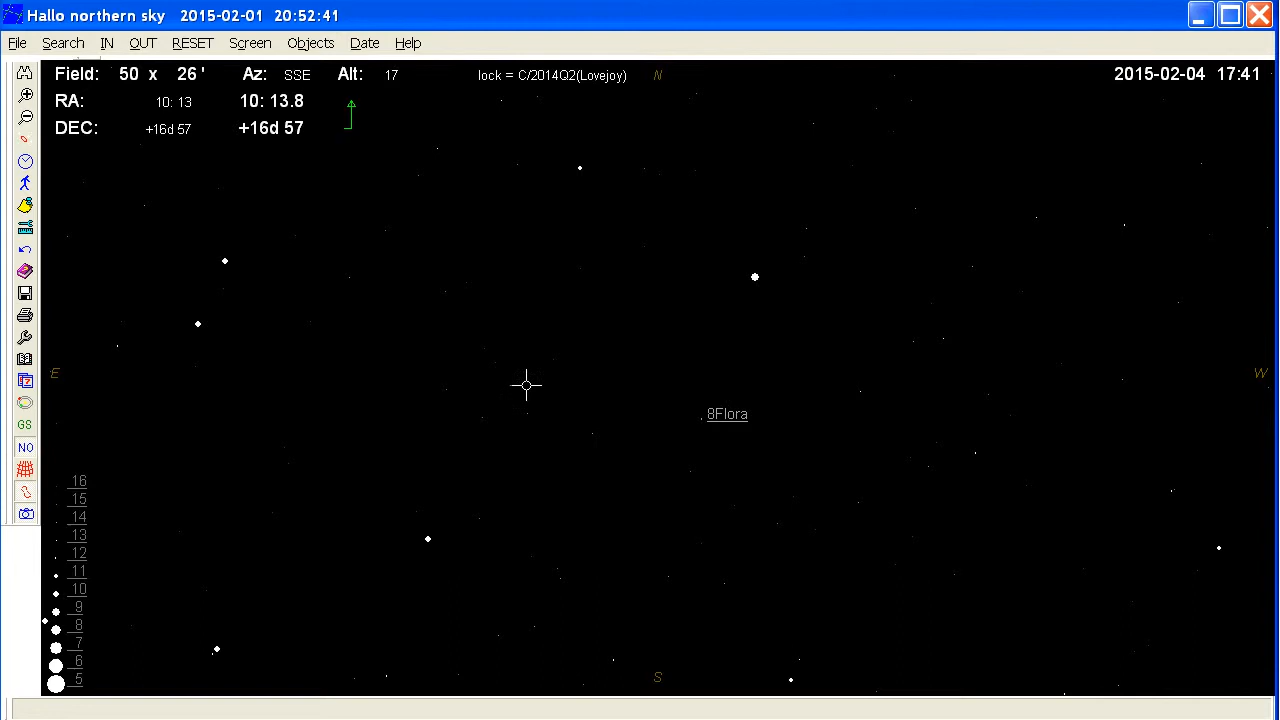 Hallo northern sky 2015-02-01 20:52:41
File Search IN OUT RESET Screen Objects Date Help
Field: 50 x 26' Az: SSE Alt: 17 lock = C/2014Q2(Lovejoy) N 2015-02-04 17:41
RA: 10: 13 10: 13.8
DEC: +16d 57 +16d 57
E W
8Flora
GS
NO
16
15
14
13
12
11
10
9
8
7
6
5
S